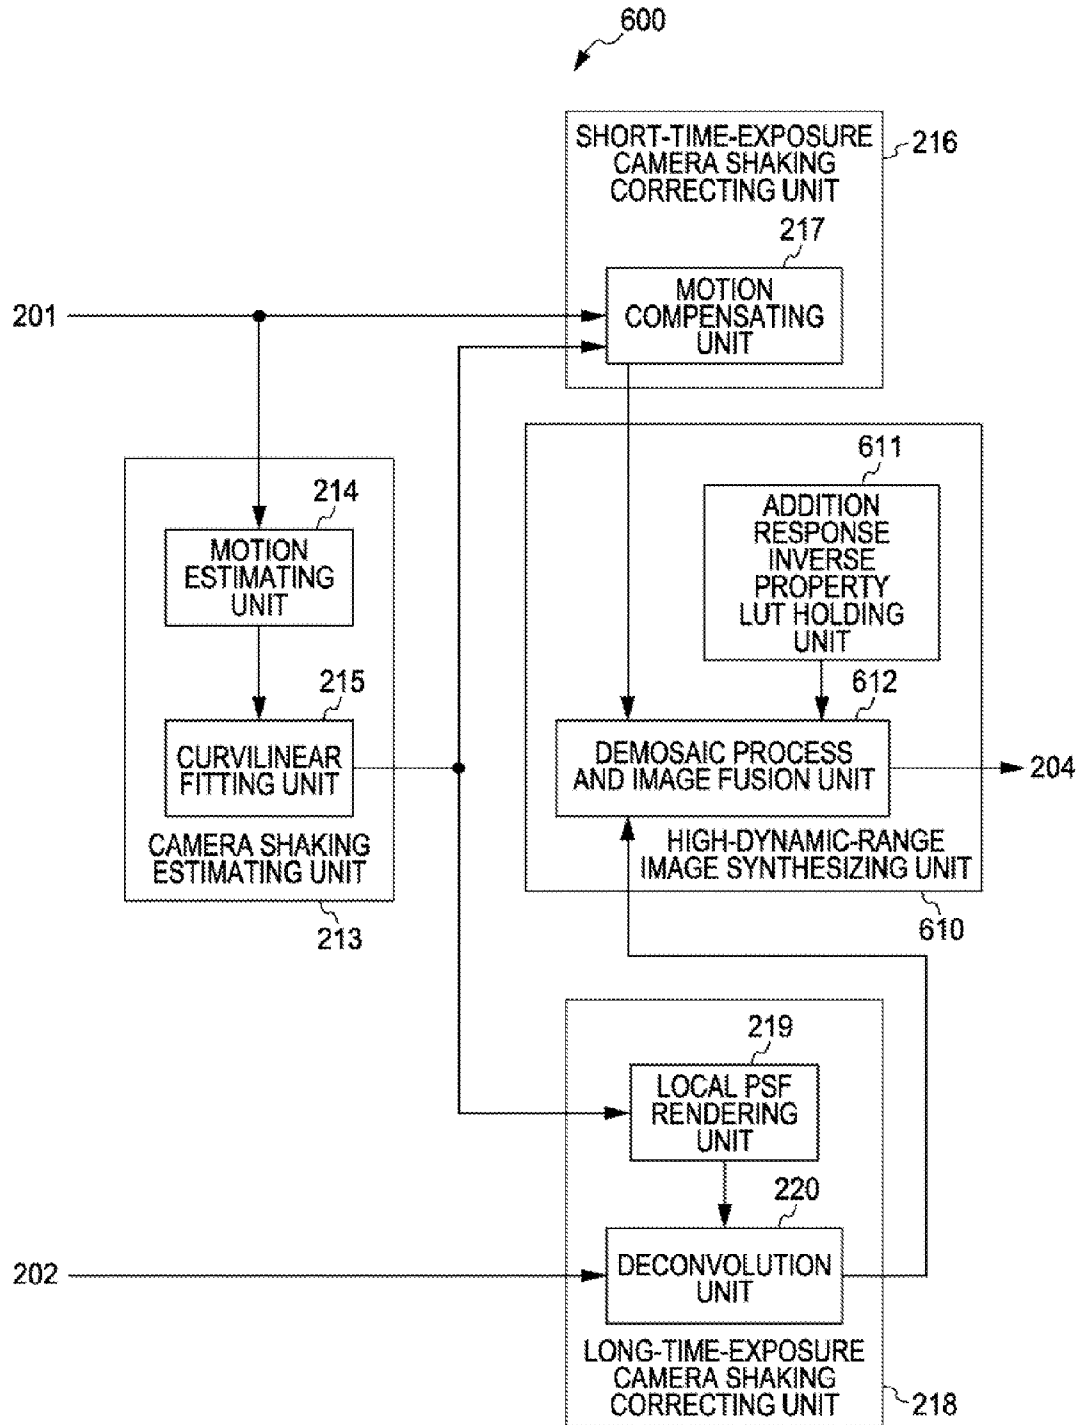 600
SHORT-TIME-EXPOSURE
CAMERA SHAKING
CORRECTING UNIT
216
217
MOTION
COMPENSATING
UNIT
201
611
ADDITION
RESPONSE
INVERSE
PROPERTY
LUT HOLDING
UNIT
214
MOTION
ESTIMATING
UNIT
215
CURVILINEAR
FITTING UNIT
CAMERA SHAKING
ESTIMATING UNIT
213
612
DEMOSAIC PROCESS
AND IMAGE FUSION UNIT
204
HIGH-DYNAMIC-RANGE
IMAGE SYNTHESIZING UNIT
610
219
LOCAL PSF
RENDERING
UNIT
220
202
DECONVOLUTION
UNIT
LONG-TIME-EXPOSURE
CAMERA SHAKING
CORRECTING UNIT
218